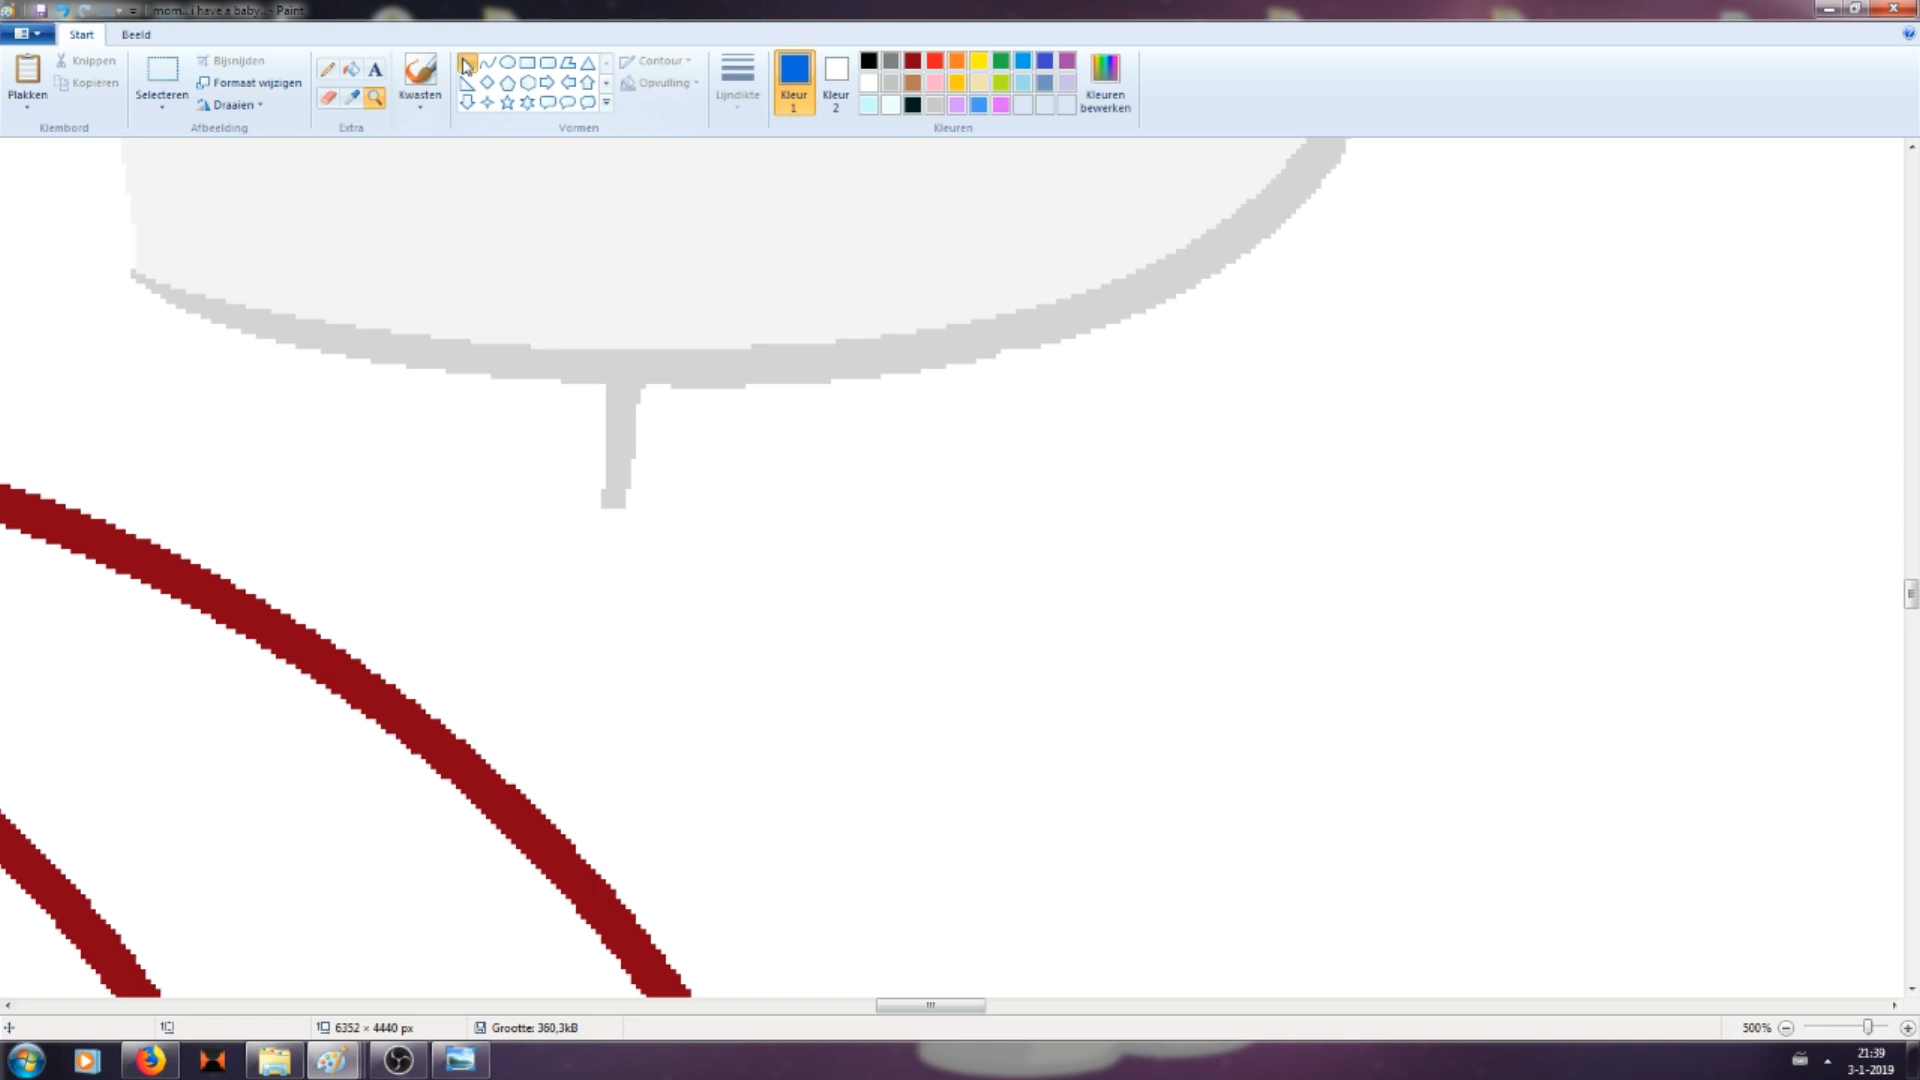 mom.. i have a baby.. - Paint
Start Beeld
Plakken
Knippen
Kopiëren
Klembord
Selecteren
Bijsnijden
Formaat wijzigen
Draaien
Afbeelding
A
Extra
Kwasten
Contour
Opvulling
Vormen
Lijndikte
Kleur 1
Kleur 2
Kleuren bewerken
Kleuren
6352 × 4440 px
Grootte: 360,3kB
500%
21:39
3-1-2019